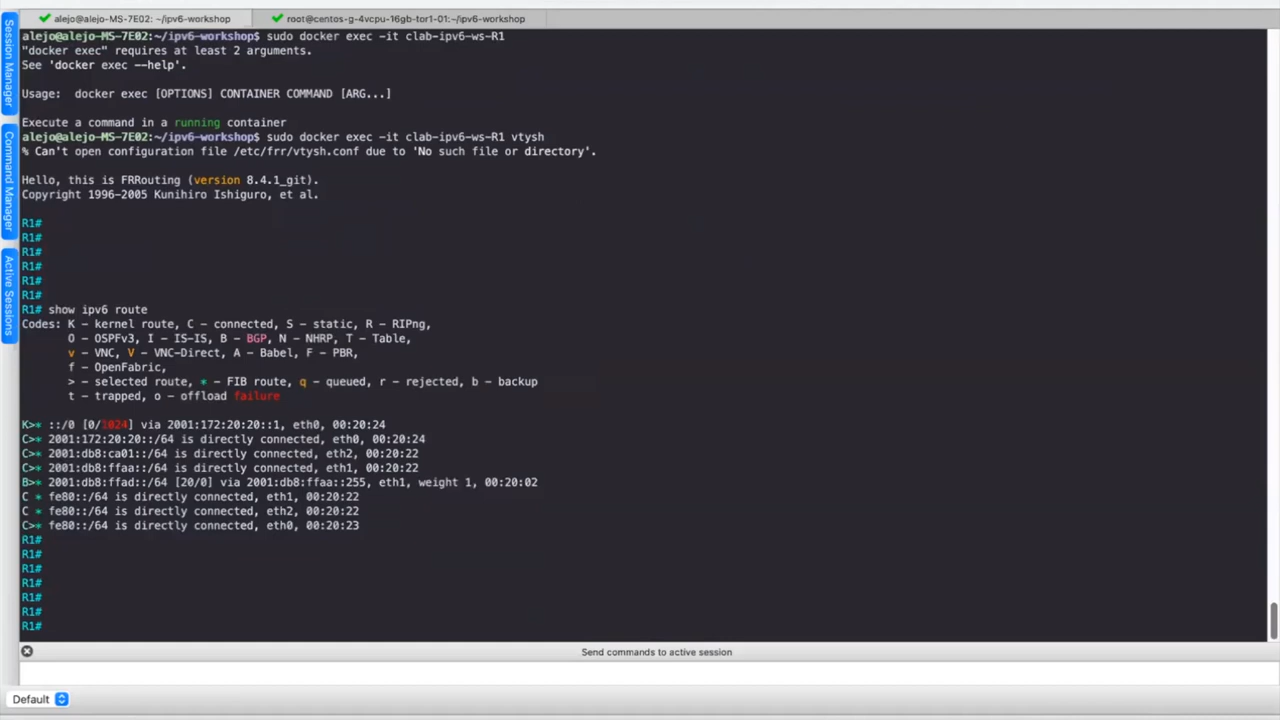 alejo@alejo-MS-7E02: ~/ipv6-workshop
root@centos-g-4vcpu-16gb-tor1-01:~/ipv6-workshop
Session Manager
Command Manager
Active Sessions
alejo@alejo-MS-7E02:~/ipv6-workshop$ sudo docker exec -it clab-ipv6-ws-R1
"docker exec" requires at least 2 arguments.
See 'docker exec --help'.
Usage:  docker exec [OPTIONS] CONTAINER COMMAND [ARG...]
Execute a command in a running container
alejo@alejo-MS-7E02:~/ipv6-workshop$ sudo docker exec -it clab-ipv6-ws-R1 vtysh
% Can't open configuration file /etc/frr/vtysh.conf due to 'No such file or directory'.
Hello, this is FRRouting (version 8.4.1_git).
Copyright 1996-2005 Kunihiro Ishiguro, et al.
R1#
R1#
R1#
R1#
R1#
R1#
R1# show ipv6 route
Codes: K - kernel route, C - connected, S - static, R - RIPng,
O - OSPFv3, I - IS-IS, B - BGP, N - NHRP, T - Table,
v - VNC, V - VNC-Direct, A - Babel, F - PBR,
f - OpenFabric,
> - selected route, * - FIB route, q - queued, r - rejected, b - backup
t - trapped, o - offload failure
K>* ::/0 [0/1024] via 2001:172:20:20::1, eth0, 00:20:24
C>* 2001:172:20:20::/64 is directly connected, eth0, 00:20:24
C>* 2001:db8:ca01::/64 is directly connected, eth2, 00:20:22
C>* 2001:db8:ffaa::/64 is directly connected, eth1, 00:20:22
B>* 2001:db8:ffad::/64 [20/0] via 2001:db8:ffaa::255, eth1, weight 1, 00:20:02
C * fe80::/64 is directly connected, eth1, 00:20:22
C * fe80::/64 is directly connected, eth2, 00:20:22
C>* fe80::/64 is directly connected, eth0, 00:20:23
R1#
R1#
R1#
R1#
R1#
R1#
R1#
Send commands to active session
Default